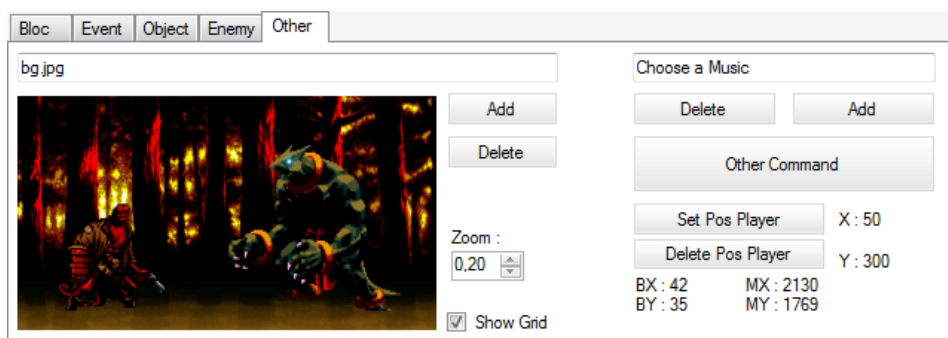 Bloc Event Object Enemy Other
bg.jpg
Add
Delete
Zoom :
0,20
Show Grid
Choose a Music
Delete Add
Other Command
Set Pos Player X : 50
Delete Pos Player Y : 300
BX : 42 MX : 2130
BY : 35 MY : 1769